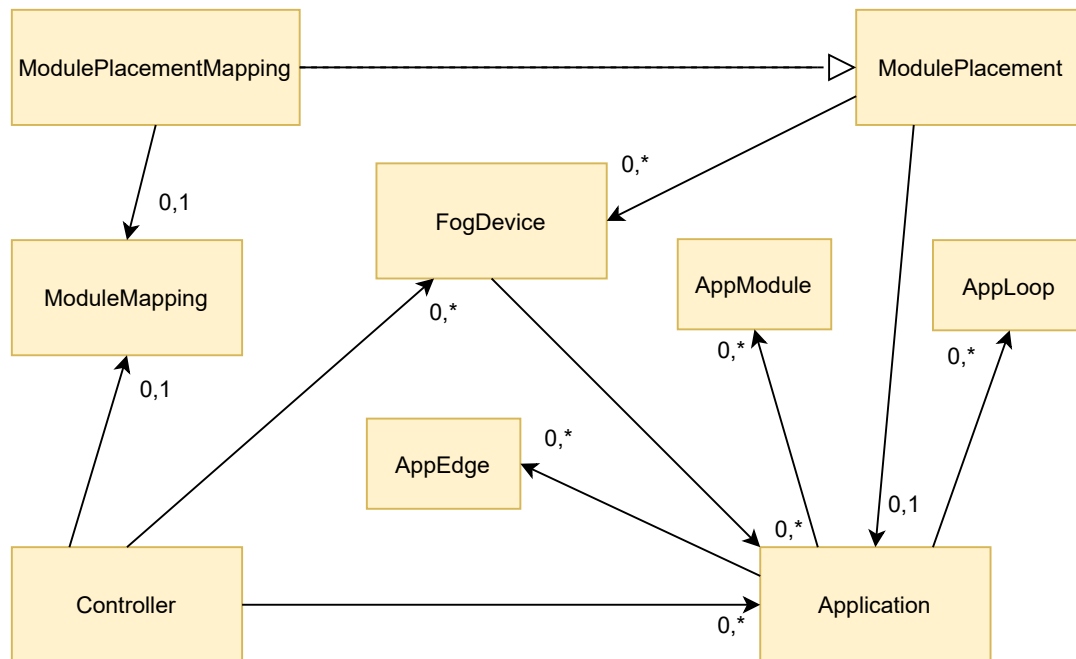 ModulePlacementMapping
ModulePlacement
0,*
0,1
FogDevice
ModuleMapping
AppModule
AppLoop
0,*
0,*
0,*
0,1
0,*
AppEdge
0,1
0,*
Controller
Application
0,*